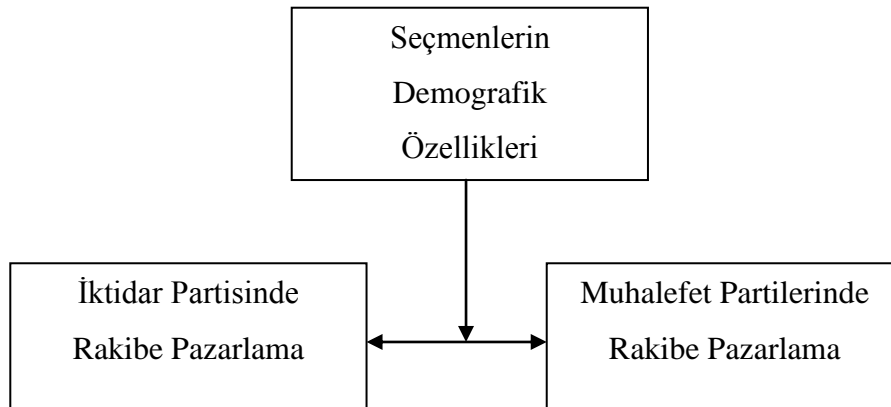 Seçmenlerin
Demografik
Özellikleri
İktidar Partisinde
Rakibe Pazarlama
Muhalefet Partilerinde
Rakibe Pazarlama